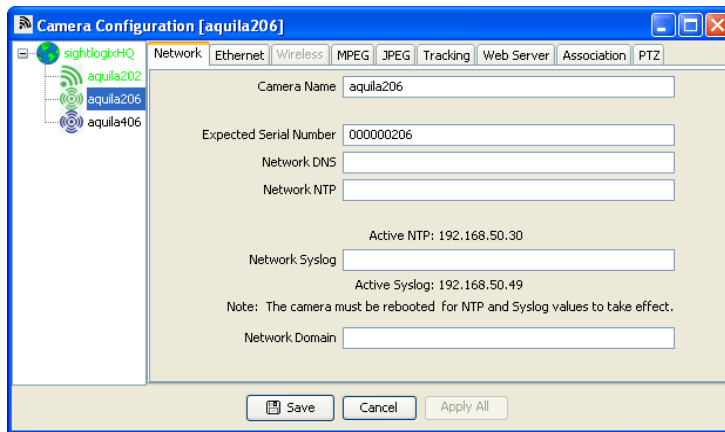 Camera Configuration [aquila206]
sightlogixHQ
aquila202
aquila206
aquila406
Network Ethernet Wireless MPEG JPEG Tracking Web Server Association PTZ
Camera Name aquila206
Expected Serial Number 000000206
Network DNS
Network NTP
Active NTP: 192.168.50.30
Network Syslog
Active Syslog: 192.168.50.49
Note: The camera must be rebooted for NTP and Syslog values to take effect.
Network Domain
Save Cancel Apply All